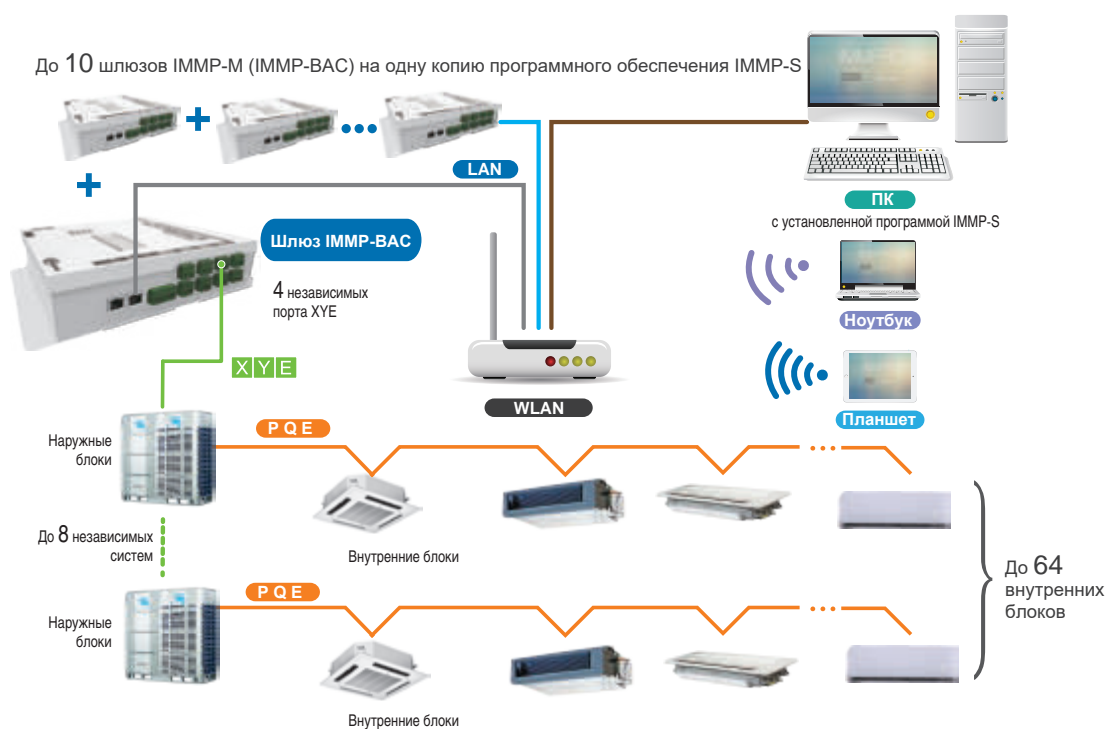 До 10 шлюзов IMMP-M (IMMP-BAC) на одну копию программного обеспечения IMMP-S
LAN
ПК
с установленной программой IMMP-S
Шлюз IMMP-BAC
4 независимых
порта XYE
Ноутбук
X Y E
WLAN
Планшет
Наружные
блоки
P Q E
До 8 независимых
систем
Внутренние блоки
До 64
внутренних
блоков
P Q E
Наружные
блоки
Внутренние блоки